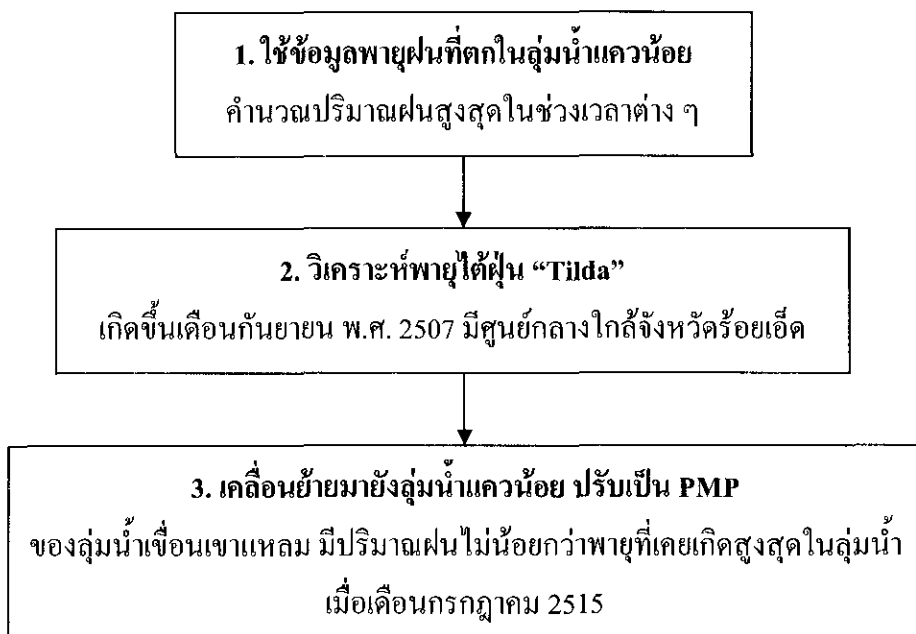 1. ใช้ข้อมูลพายุฝนที่ตกในลุ่มน้ำแควน้อย
คำนวณปริมาณฝนสูงสุดในช่วงเวลาต่าง ๆ
2. วิเคราะห์พายุไต้ฝุ่น “Tilda”
เกิดขึ้นเดือนกันยายน พ.ศ. 2507 มีศูนย์กลางใกล้จังหวัดร้อยเอ็ด
3. เคลื่อนย้ายมายังลุ่มน้ำแควน้อย ปรับเป็น PMP
ของลุ่มน้ำเขื่อนเขาแหลม มีปริมาณฝนไม่น้อยกว่าพายุที่เคยเกิดสูงสุดในลุ่มน้ำ
เมื่อเดือนกรกฎาคม 2515